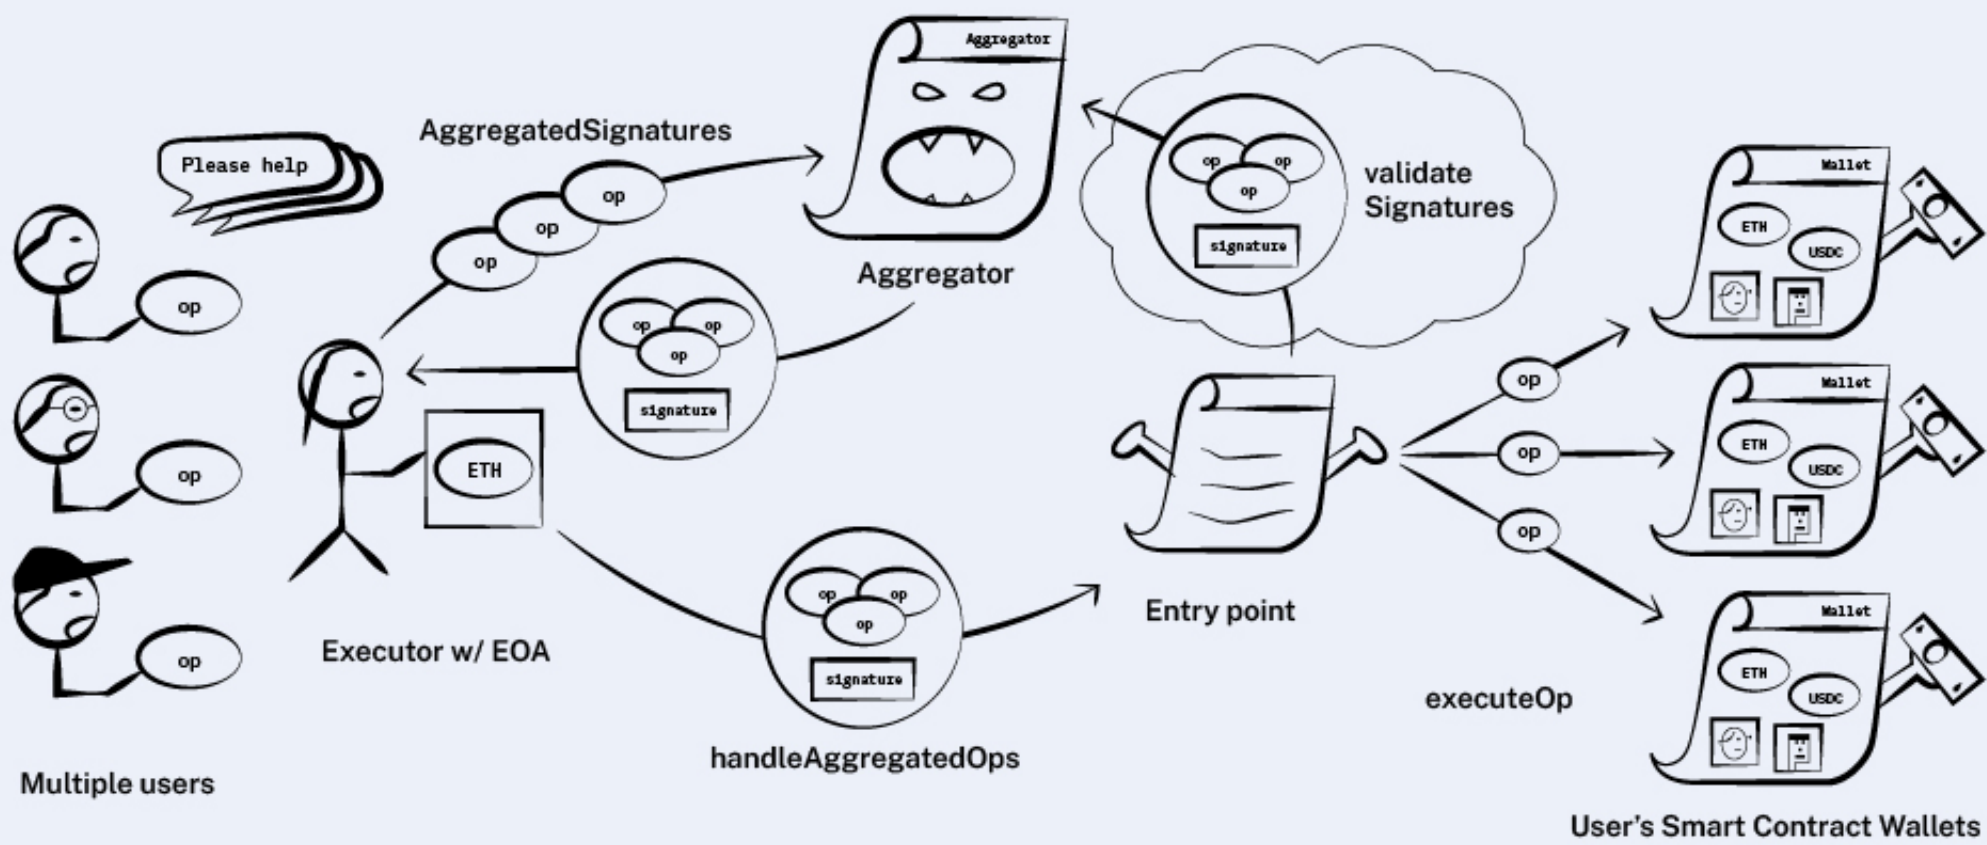 Please help
op
op
op
Multiple users
AggregatedSignatures
op
op
op
Aggregator
Aggregator
op
op
op
signature
ETH
Executor w/ EOA
op
op
op
signature
handleAggregatedOps
op
op
op
signature
validate
Signatures
Entry point
op
op
op
executeOp
Wallet
ETH
USDC
Wallet
ETH
USDC
Wallet
ETH
USDC
User's Smart Contract Wallets